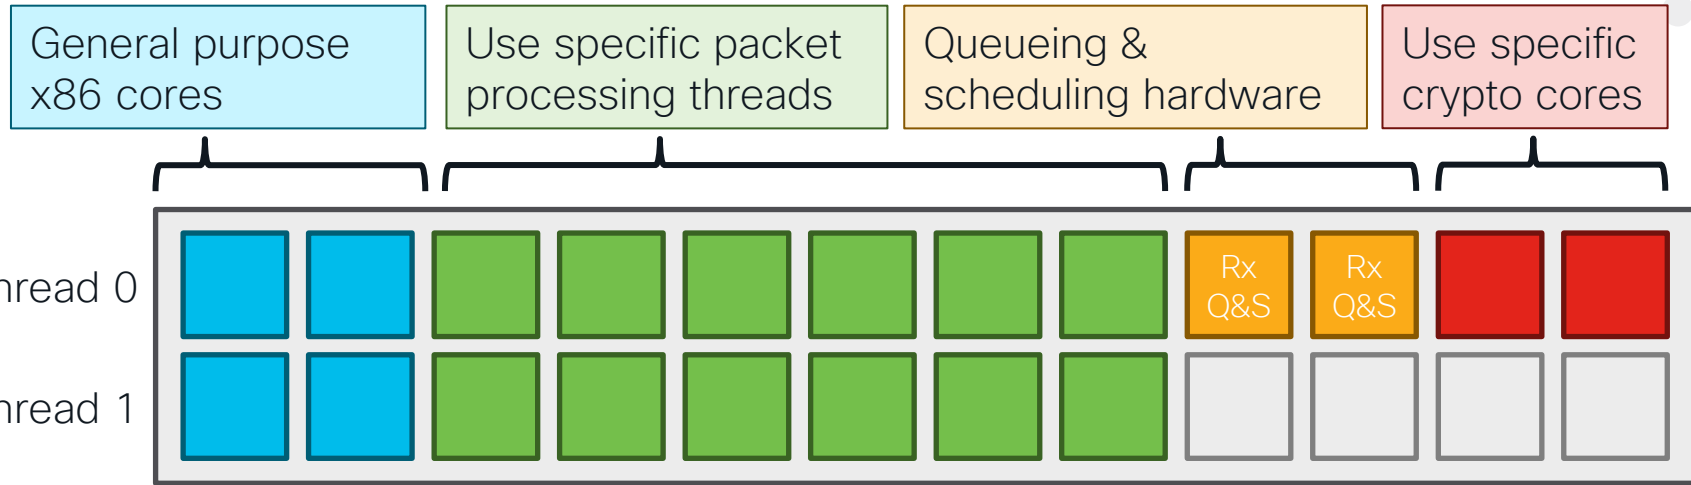 General purpose
x86 cores
Use specific packet
processing threads
Queueing &
scheduling hardware
Use specific
crypto cores
hread 0
Rx
Q&S
Rx
Q&S
hread 1